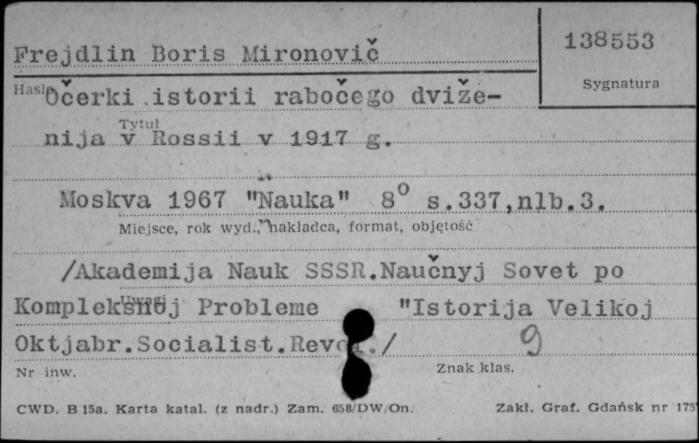 Frejdlin Boris Mironovič
138553
Hasło
Sygnatura
Očerki istorii rabočego dviže-
Tytuł
nija v Rossii v 1917 g.
Moskva 1967 "Nauka" 8° s.337,nlb.3.
Miejsce, rok wyd., nakładca, format, objętość
/Akademija Nauk SSSR.Naučnyj Sovet po
Uwagi
Kompleksnoj Probleme "Istorija Velikoj
Oktjabr.Socialist. /
9
Nr inw.
Znak klas.
CWD. B 15a. Karta katal. (z nadr.) Zam. 658/DW/On.
Zakł. Graf. Gdańsk nr